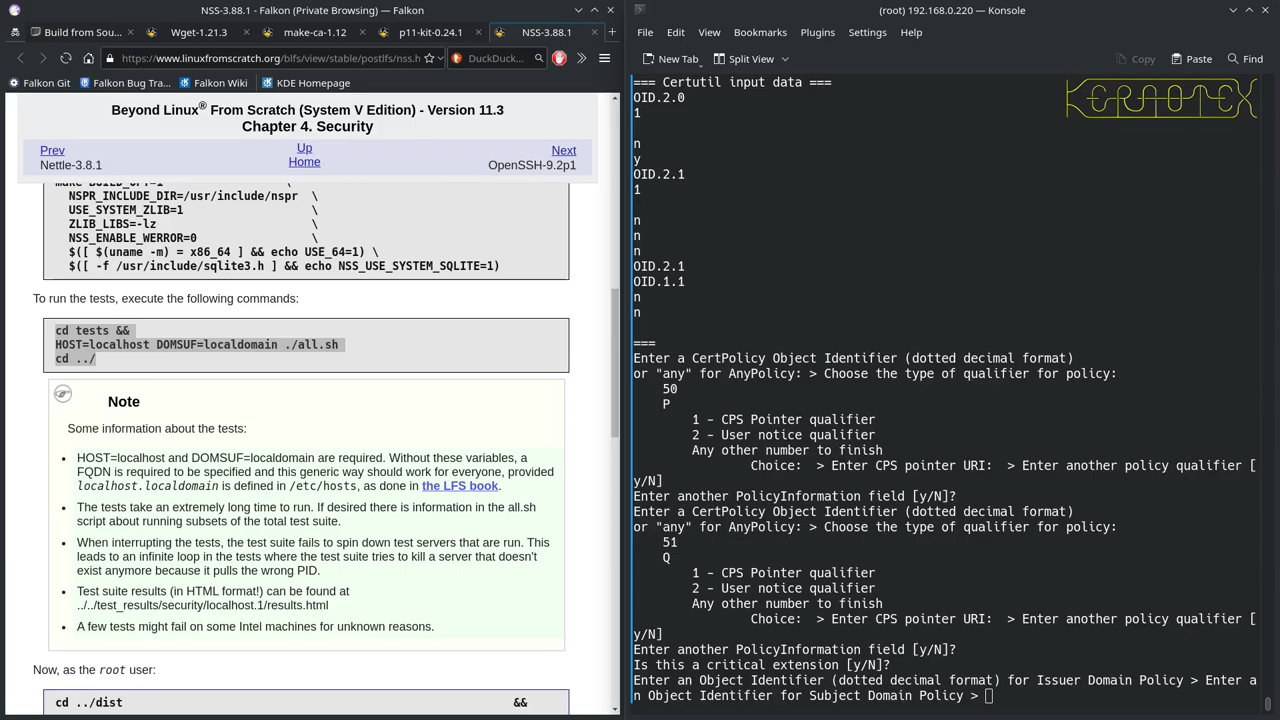 NSS-3.88.1 - Falkon (Private Browsing) — Falkon
Build from Sou...
Wget-1.21.3
make-ca-1.12
p11-kit-0.24.1
NSS-3.88.1
https://www.linuxfromscratch.org/blfs/view/stable/postlfs/nss.h
DuckDuck...
Falkon Git
Falkon Bug Tra...
Falkon Wiki
KDE Homepage
Beyond Linux® From Scratch (System V Edition) - Version 11.3
Chapter 4. Security
Prev
Up
Next
Nettle-3.8.1
Home
OpenSSH-9.2p1
make BUILD_OPT=1 \
NSPR_INCLUDE_DIR=/usr/include/nspr \
USE_SYSTEM_ZLIB=1 \
ZLIB_LIBS=-lz \
NSS_ENABLE_WERROR=0 \
$([ $(uname -m) = x86_64 ] && echo USE_64=1) \
$([ -f /usr/include/sqlite3.h ] && echo NSS_USE_SYSTEM_SQLITE=1)
To run the tests, execute the following commands:
cd tests &&
HOST=localhost DOMSUF=localdomain ./all.sh
cd ../
Note
Some information about the tests:
• HOST=localhost and DOMSUF=localdomain are required. Without these variables, a
FQDN is required to be specified and this generic way should work for everyone, provided
localhost.localdomain is defined in /etc/hosts, as done in the LFS book.
• The tests take an extremely long time to run. If desired there is information in the all.sh
script about running subsets of the total test suite.
• When interrupting the tests, the test suite fails to spin down test servers that are run. This
leads to an infinite loop in the tests where the test suite tries to kill a server that doesn't
exist anymore because it pulls the wrong PID.
• Test suite results (in HTML format!) can be found at
../../test_results/security/localhost.1/results.html
• A few tests might fail on some Intel machines for unknown reasons.
Now, as the root user:
cd ../dist &&
(root) 192.168.0.220 — Konsole
File
Edit
View
Bookmarks
Plugins
Settings
Help
New Tab
Split View
Copy
Paste
Find
=== Certutil input data ===
OID.2.0
1
n
y
OID.2.1
1
n
n
n
OID.2.1
OID.1.1
n
n
===
Enter a CertPolicy Object Identifier (dotted decimal format)
or "any" for AnyPolicy: > Choose the type of qualifier for policy:
50
P
1 - CPS Pointer qualifier
2 - User notice qualifier
Any other number to finish
Choice: > Enter CPS pointer URI: > Enter another policy qualifier [
y/N]
Enter another PolicyInformation field [y/N]?
Enter a CertPolicy Object Identifier (dotted decimal format)
or "any" for AnyPolicy: > Choose the type of qualifier for policy:
51
Q
1 - CPS Pointer qualifier
2 - User notice qualifier
Any other number to finish
Choice: > Enter CPS pointer URI: > Enter another policy qualifier [
y/N]
Enter another PolicyInformation field [y/N]?
Is this a critical extension [y/N]?
Enter an Object Identifier (dotted decimal format) for Issuer Domain Policy > Enter a
n Object Identifier for Subject Domain Policy >